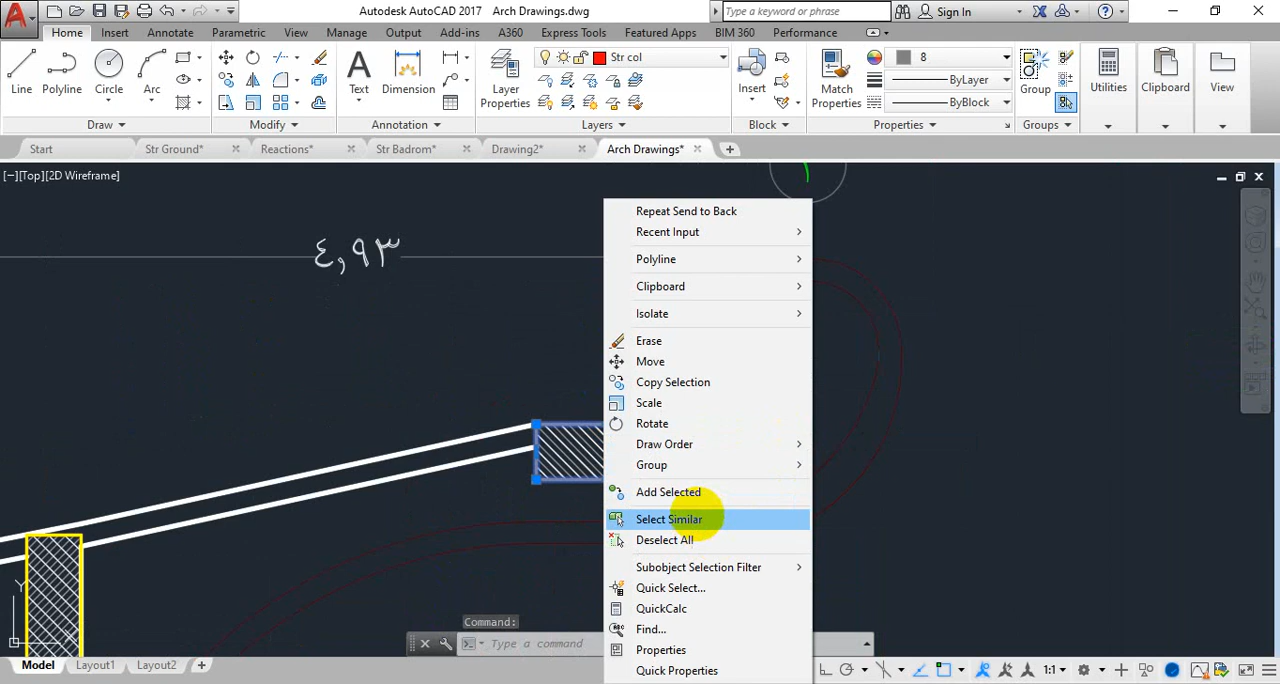 Autodesk AutoCAD 2017 Arch Drawings.dwg
Type a keyword or phrase
Sign In
Home Insert Annotate Parametric View Manage Output Add-ins A360 Express Tools Featured Apps BIM 360 Performance
Line Polyline Circle Arc
Text Dimension
Layer Properties
Str col
Insert
Match Properties
8
ByLayer
ByBlock
Group
Utilities
Clipboard
View
Draw Modify Annotation Layers Block Properties Groups
Start Str Ground* Reactions* Str Badrom* Drawing2* Arch Drawings*
[−][Top][2D Wireframe]
٤,٩٣
Repeat Send to Back
Recent Input
Polyline
Clipboard
Isolate
Erase
Move
Copy Selection
Scale
Rotate
Draw Order
Group
Add Selected
Select Similar
Deselect All
Subobject Selection Filter
Quick Select...
QuickCalc
Find...
Properties
Quick Properties
Y
Command:
Type a command
Model Layout1 Layout2
1:1